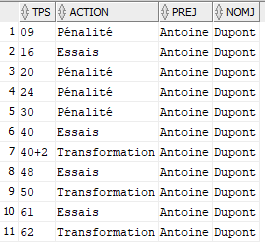 TPS ACTION PREJ NOMJ
1 09 Pénalité Antoine Dupont
2 16 Essais Antoine Dupont
3 20 Pénalité Antoine Dupont
4 24 Pénalité Antoine Dupont
5 30 Pénalité Antoine Dupont
6 40 Essais Antoine Dupont
7 40+2 Transformation Antoine Dupont
8 48 Essais Antoine Dupont
9 50 Transformation Antoine Dupont
10 61 Essais Antoine Dupont
11 62 Transformation Antoine Dupont